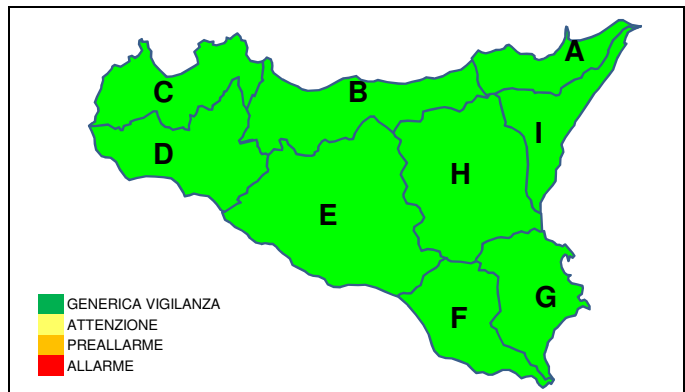 A
C
B
I
D
H
E
G
F
GENERICA VIGILANZA
ATTENZIONE
PREALLARME
ALLARME